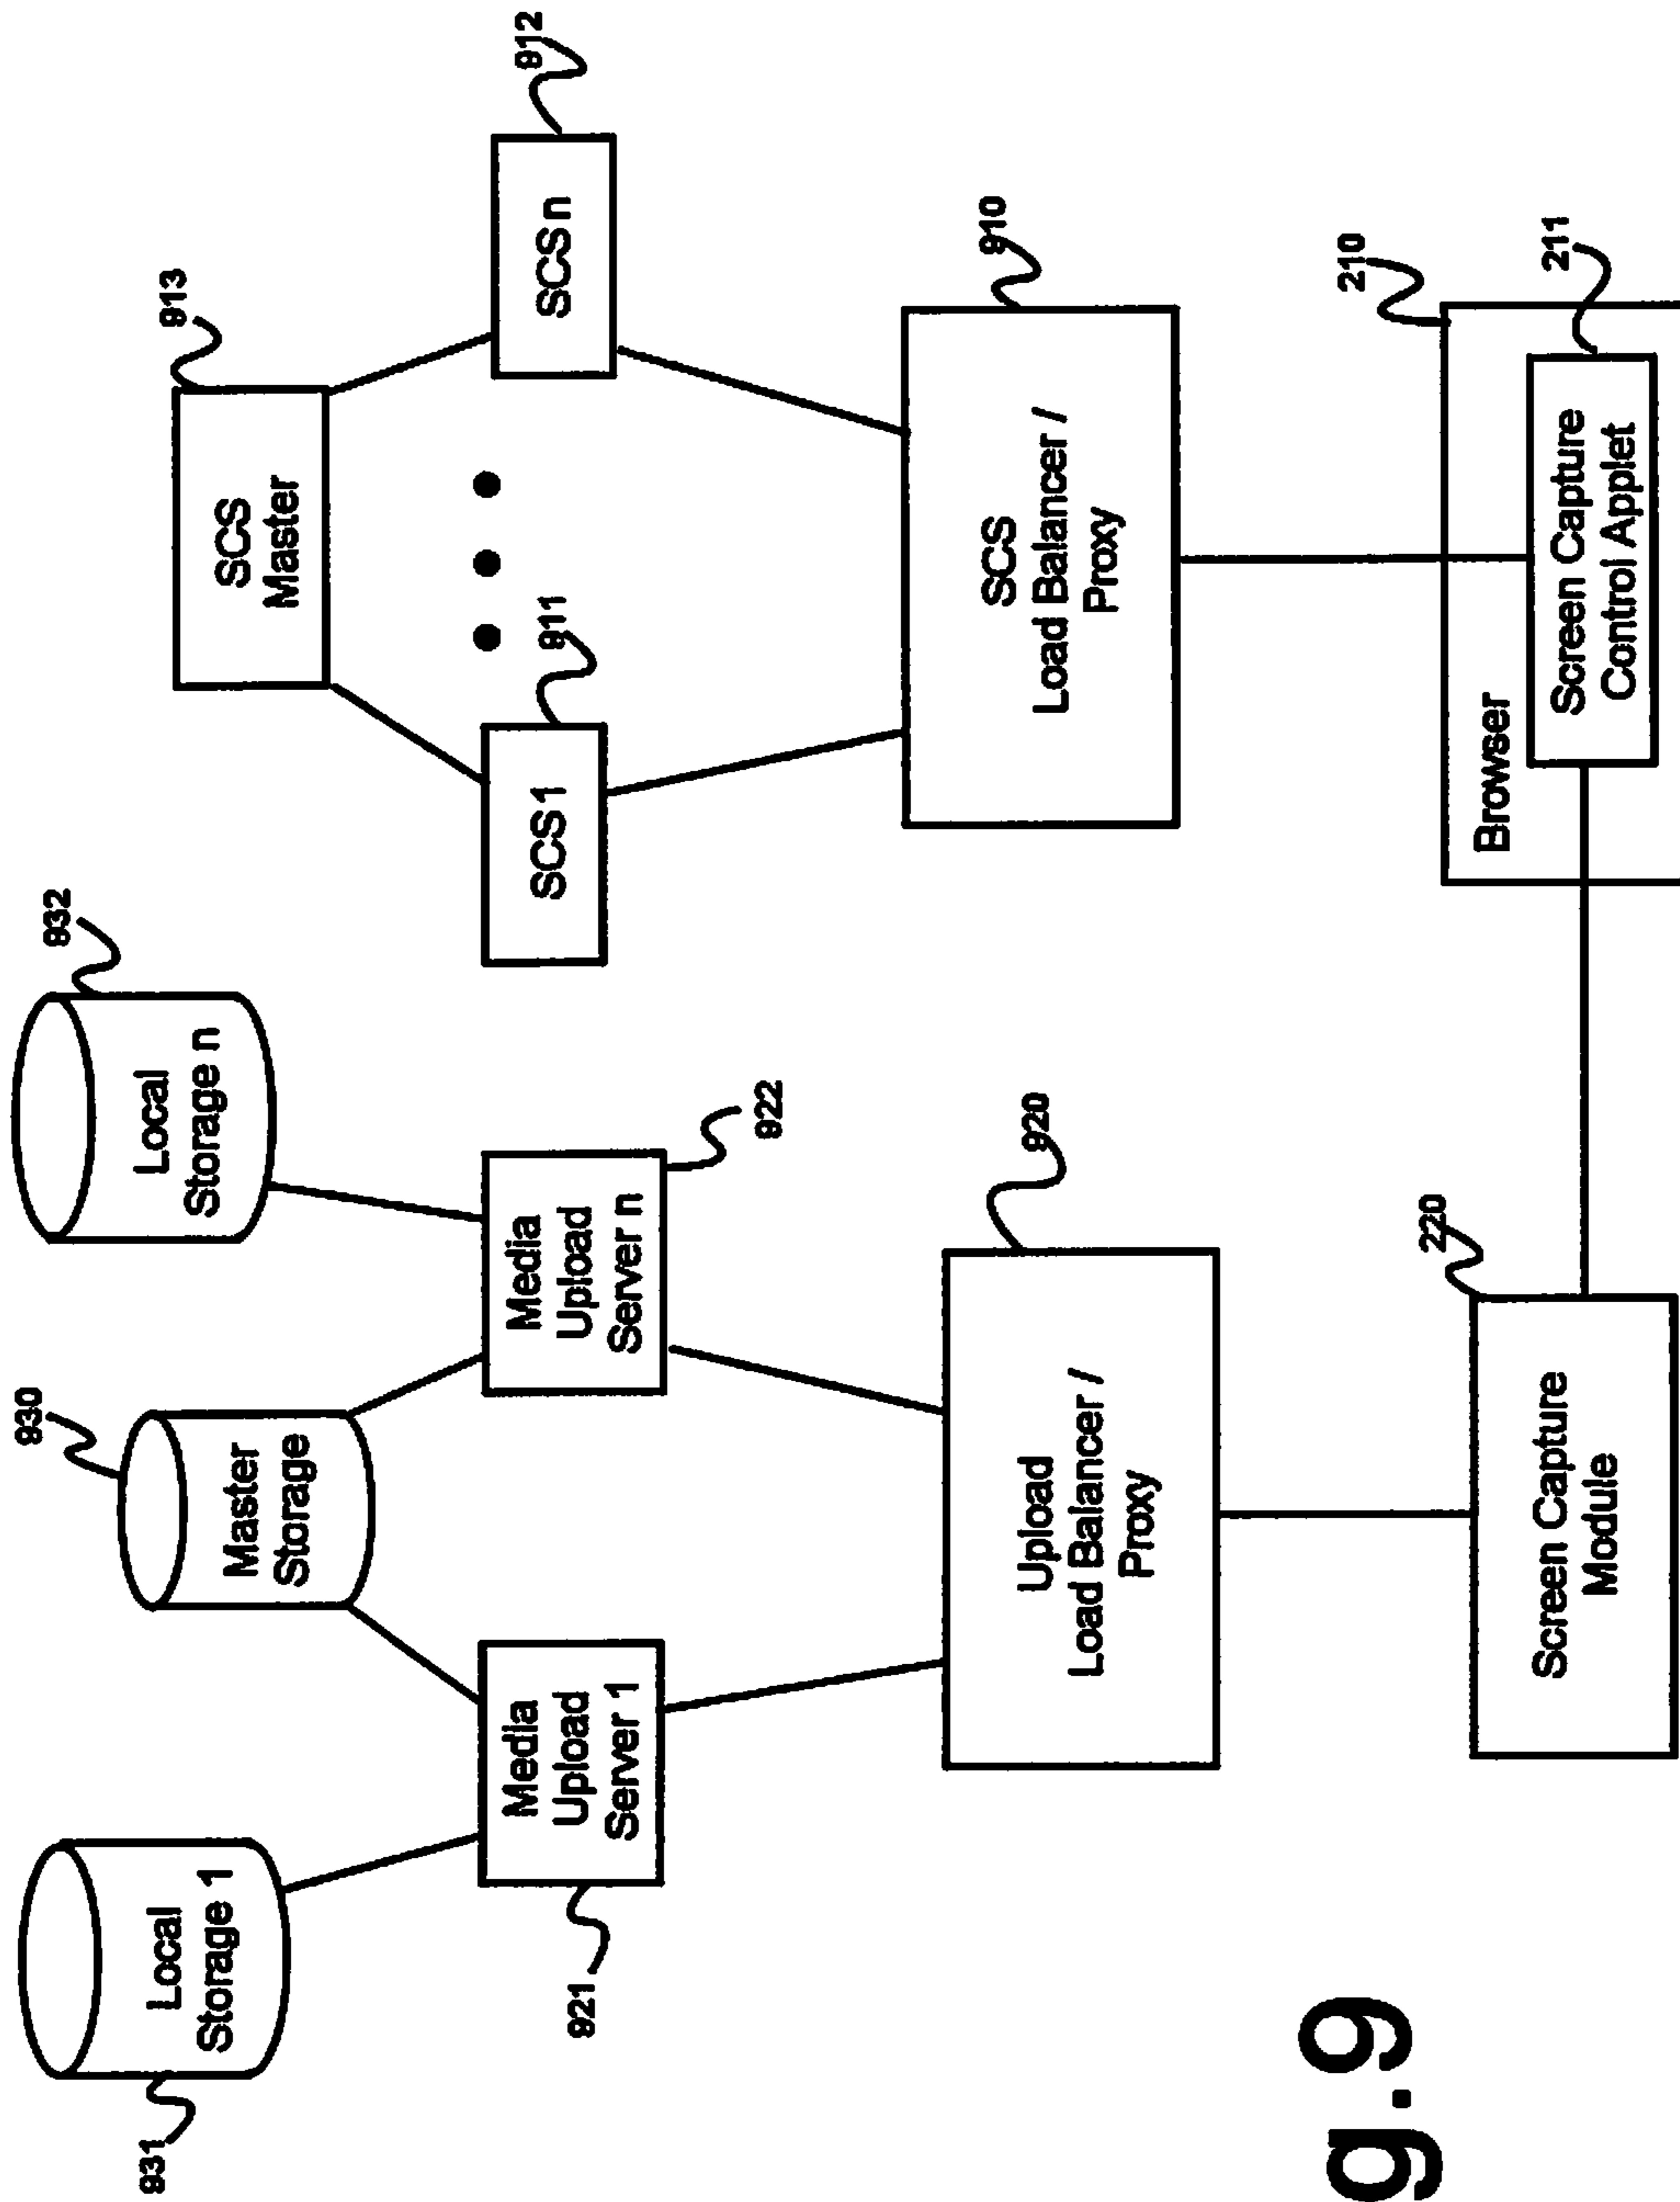 931
Local
Storage 1
930
Master
Storage
932
Local
Storage n
913
SCS
Master
921
Media
Upload
Server 1
Media
Upload
Server n
922
SCS 1
911
SCS n
912
Upload
Load Balancer /
Proxy
920
SCS
Load Balancer /
Proxy
910
Screen Capture
Module
220
Browser
210
Screen Capture
Control Applet
211
g.9